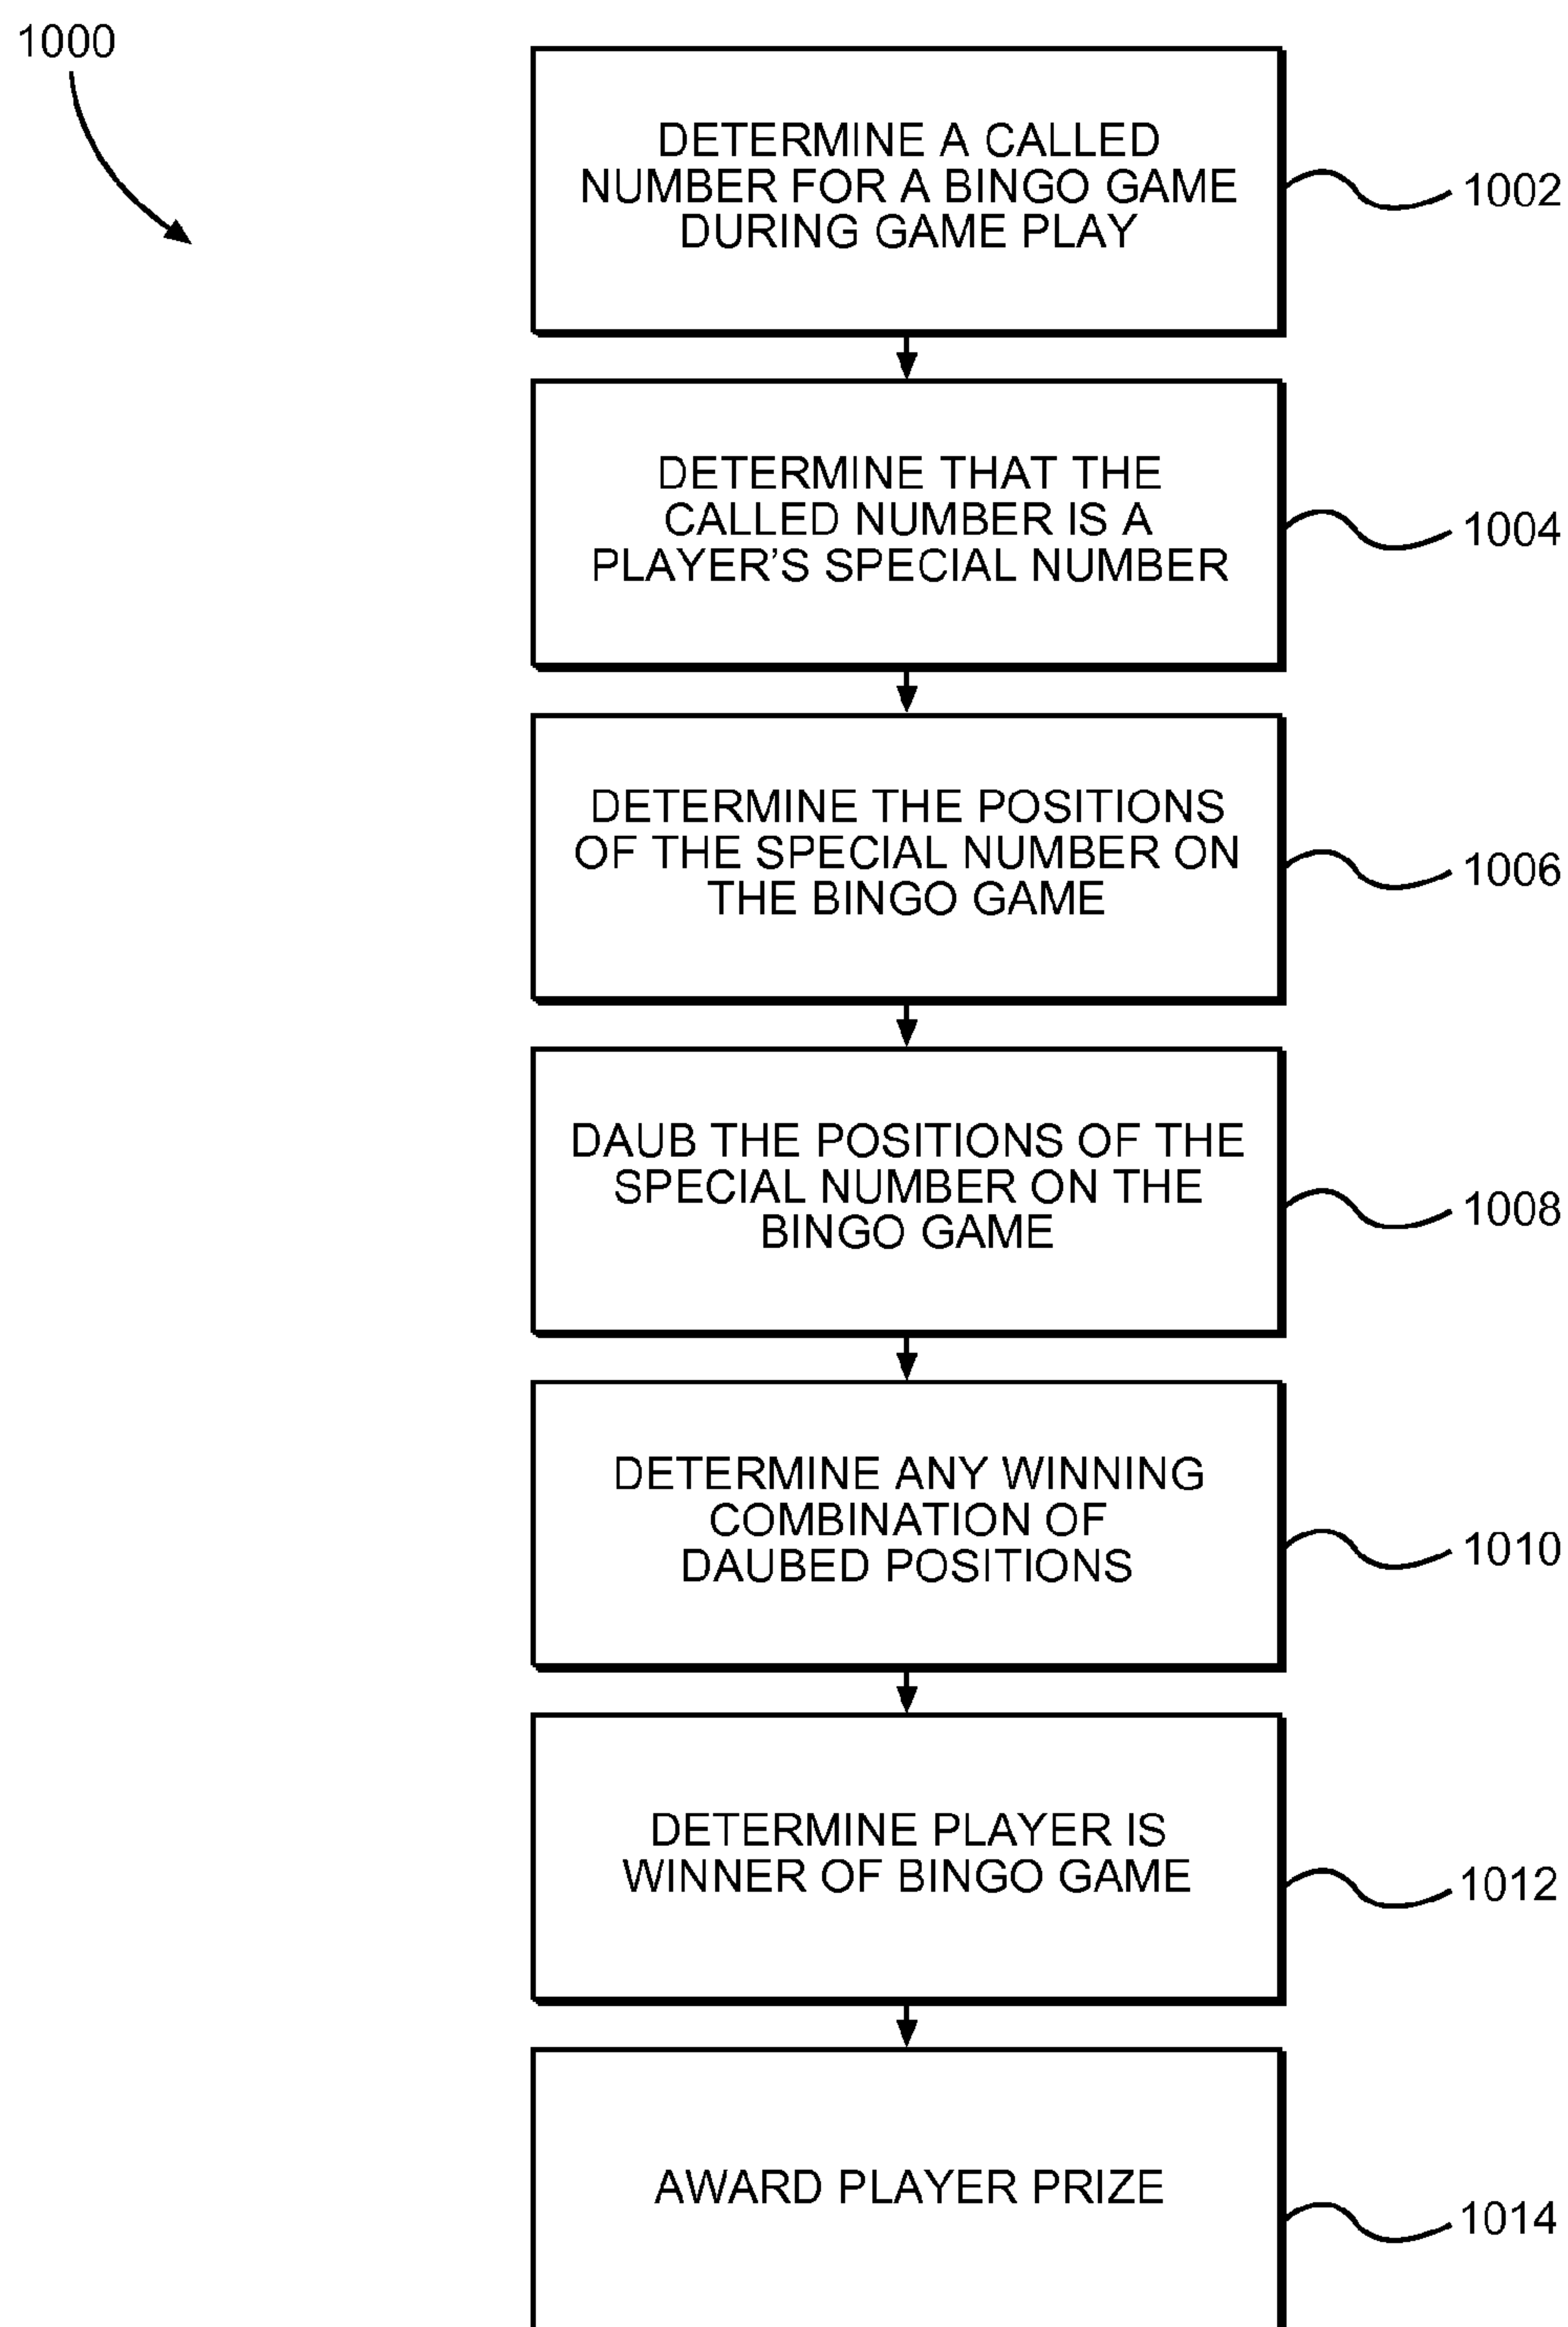 1000
DETERMINE A CALLED
NUMBER FOR A BINGO GAME
DURING GAME PLAY
1002
DETERMINE THAT THE
CALLED NUMBER IS A
PLAYER’S SPECIAL NUMBER
1004
DETERMINE THE POSITIONS
OF THE SPECIAL NUMBER ON
THE BINGO GAME
1006
DAUB THE POSITIONS OF THE
SPECIAL NUMBER ON THE
BINGO GAME
1008
DETERMINE ANY WINNING
COMBINATION OF
DAUBED POSITIONS
1010
DETERMINE PLAYER IS
WINNER OF BINGO GAME
1012
AWARD PLAYER PRIZE
1014